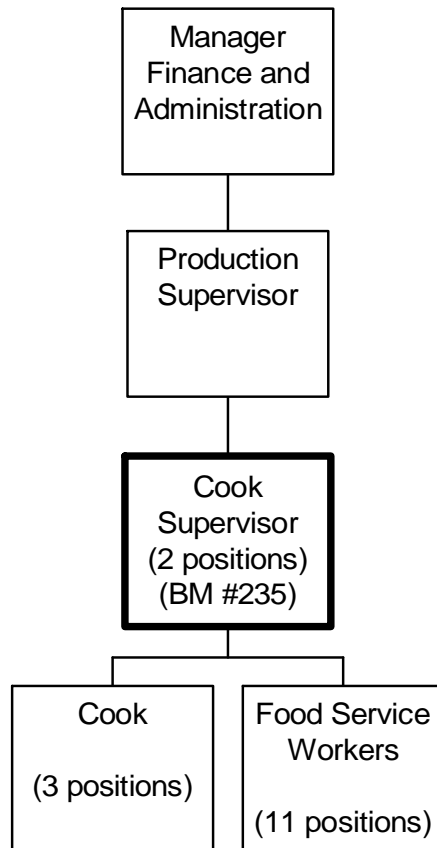 Manager
Finance and
Administration
Production
Supervisor
Cook
Supervisor
(2 positions)
(BM #235)
Cook
(3 positions)
Food Service
Workers
(11 positions)